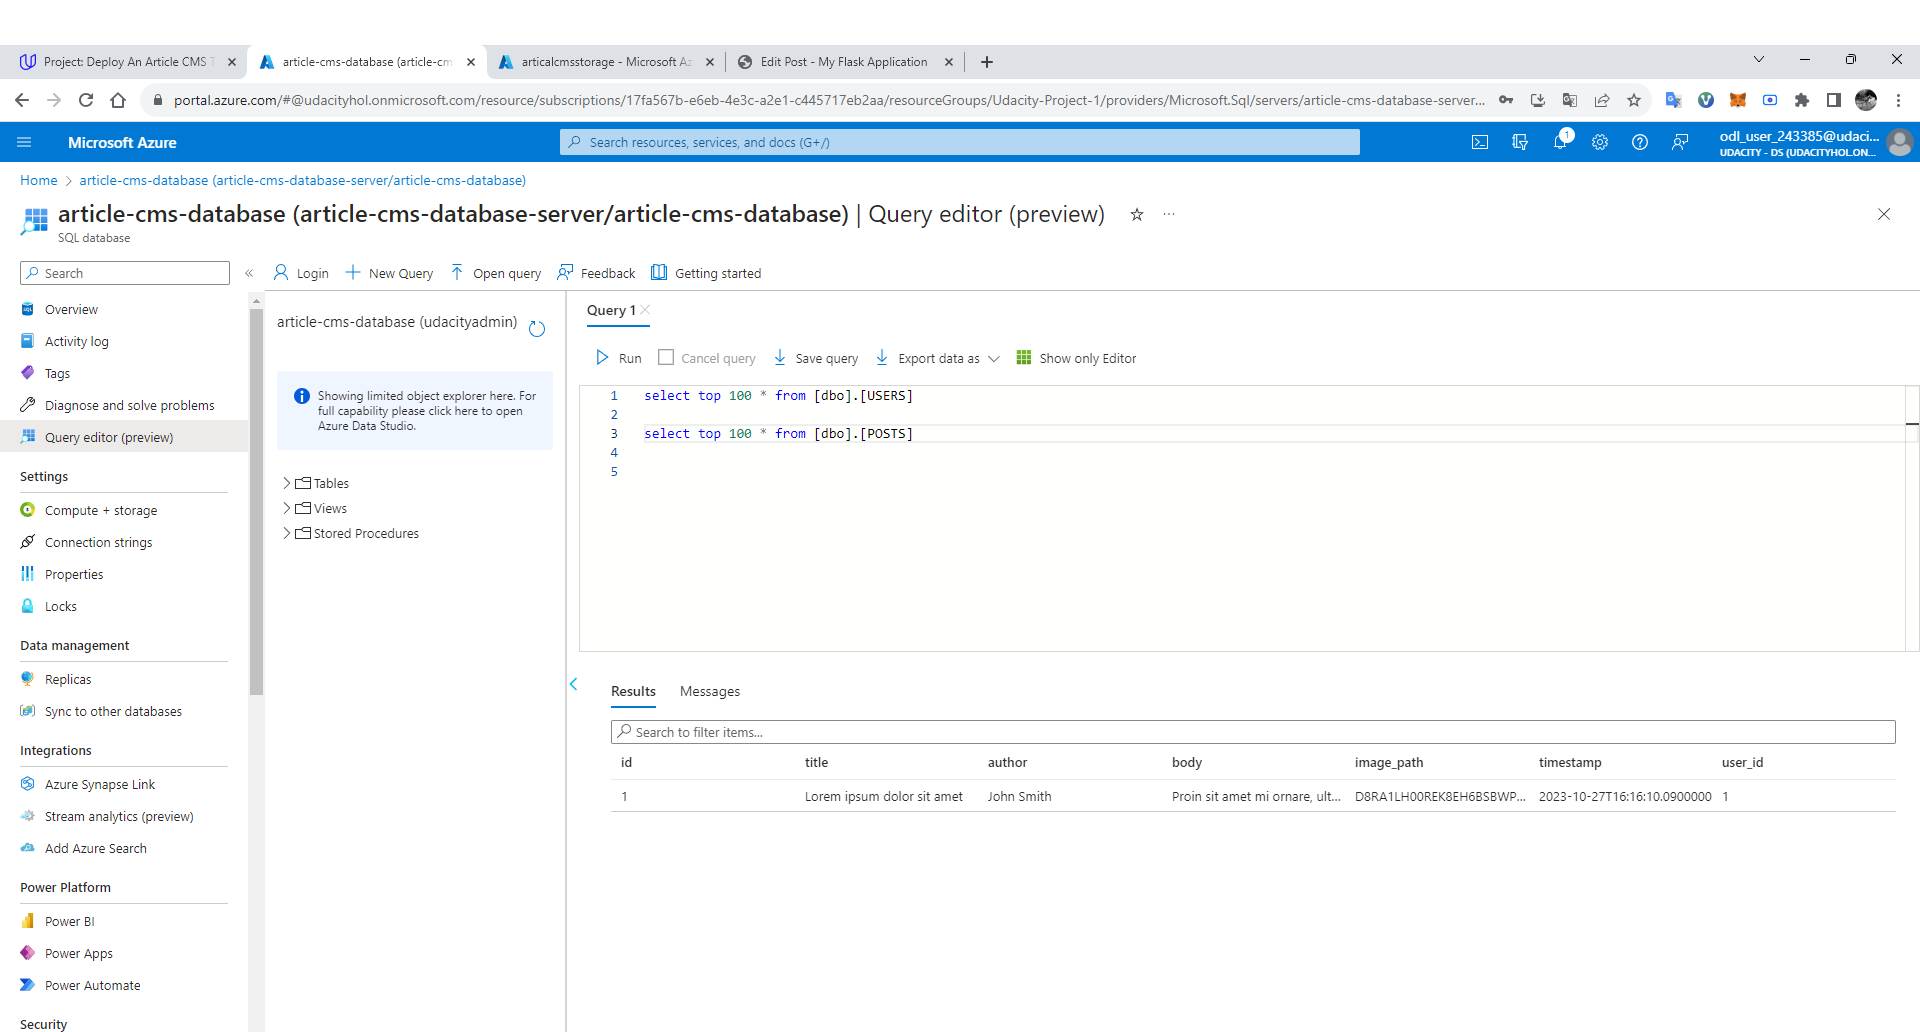 Project: Deploy An Article CMS
article-cms-database (article-cm
articalcmsstorage - Microsoft Az
Edit Post - My Flask Application
portal.azure.com/#@udacityhol.onmicrosoft.com/resource/subscriptions/17fa567b-e6eb-4e3c-a2e1-c445717eb2aa/resourceGroups/Udacity-Project-1/providers/Microsoft.Sql/servers/article-cms-database-server...
Microsoft Azure
Search resources, services, and docs (G+/)
1
odl_user_243385@udaci...
UDACITY - DS (UDACITYHOL.ON...
Home > article-cms-database (article-cms-database-server/article-cms-database)
article-cms-database (article-cms-database-server/article-cms-database) | Query editor (preview)
SQL database
Search
Login
New Query
Open query
Feedback
Getting started
Overview
Activity log
Tags
Diagnose and solve problems
Query editor (preview)
Settings
Compute + storage
Connection strings
Properties
Locks
Data management
Replicas
Sync to other databases
Integrations
Azure Synapse Link
Stream analytics (preview)
Add Azure Search
Power Platform
Power BI
Power Apps
Power Automate
Security
article-cms-database (udacityadmin)
Showing limited object explorer here. For
full capability please click here to open
Azure Data Studio.
Tables
Views
Stored Procedures
Query 1
Run
Cancel query
Save query
Export data as
Show only Editor
1 select top 100 * from [dbo].[USERS]
2
3 select top 100 * from [dbo].[POSTS]
4
5
Results
Messages
Search to filter items...
id title author body image_path timestamp user_id
1 Lorem ipsum dolor sit amet John Smith Proin sit amet mi ornare, ult... D8RA1LH00REK8EH6BSBWP... 2023-10-27T16:16:10.0900000 1